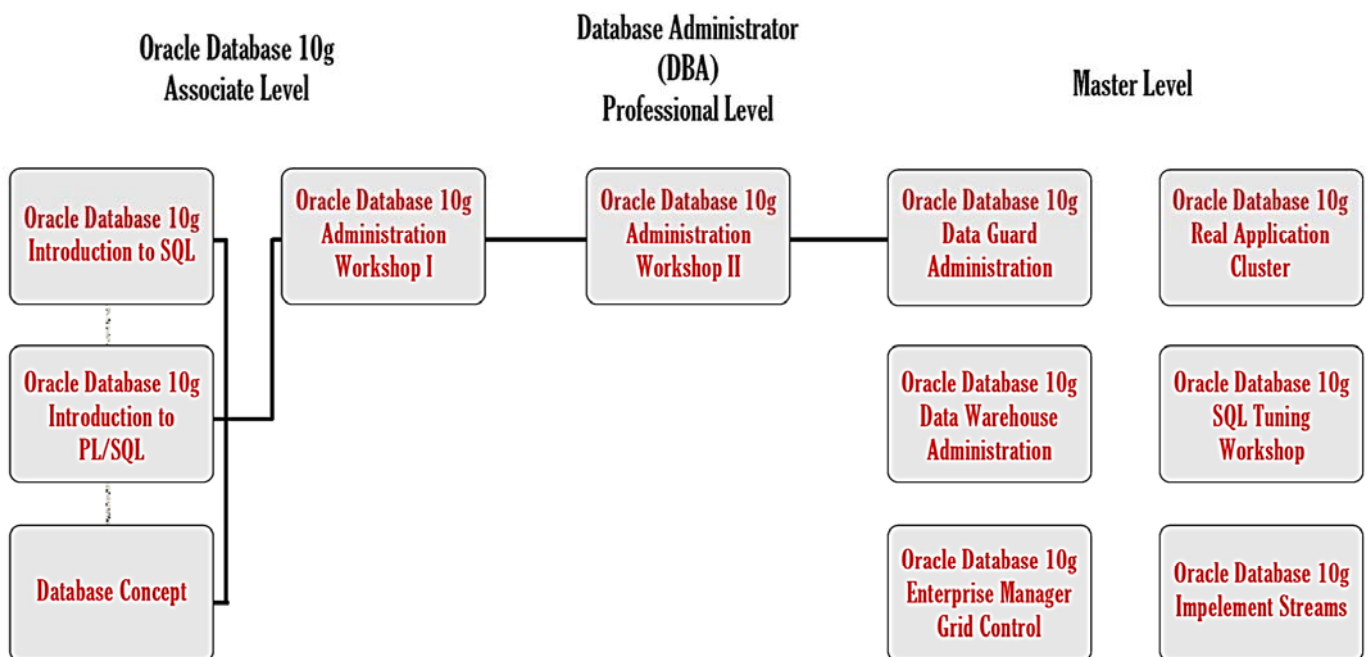 Oracle Database 10g
Associate Level
Database Administrator
(DBA)
Professional Level
Master Level
Oracle Database 10g
Introduction to SQL
Oracle Database 10g
Administration
Workshop I
Oracle Database 10g
Administration
Workshop II
Oracle Database 10g
Data Guard
Administration
Oracle Database 10g
Real Application
Cluster
Oracle Database 10g
Introduction to
PL/SQL
Oracle Database 10g
Data Warehouse
Administration
Oracle Database 10g
SQL Tuning
Workshop
Database Concept
Oracle Database 10g
Enterprise Manager
Grid Control
Oracle Database 10g
Impelement Streams